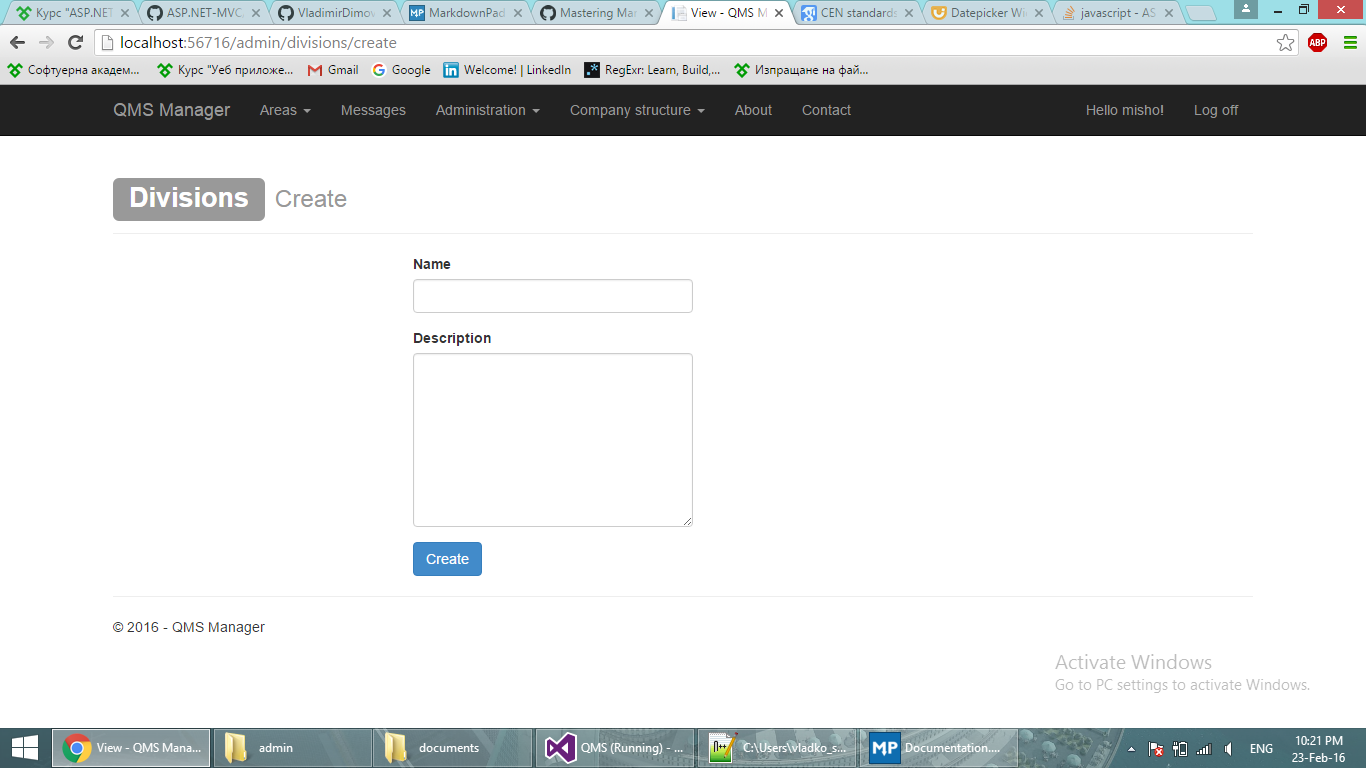 Курс "ASP.NET
ASP.NET-MVC
VladimirDimov
MarkdownPad
Mastering Mar
View - QMS M
CEN standards
Datepicker Wi
javascript - AS
localhost:56716/admin/divisions/create
ABP
Софтуерна академ...
Курс "Уеб приложе...
Gmail
Google
Welcome! | LinkedIn
RegExr: Learn, Build,...
Изпращане на фай...
QMS Manager
Areas
Messages
Administration
Company structure
About
Contact
Hello misho!
Log off
Divisions Create
Name
Description
Create
© 2016 - QMS Manager
Activate Windows
Go to PC settings to activate Windows.
View - QMS Mana...
admin
documents
QMS (Running) - ...
C:\Users\vladko_s...
MP
Documentation....
ENG
10:21 PM
23-Feb-16